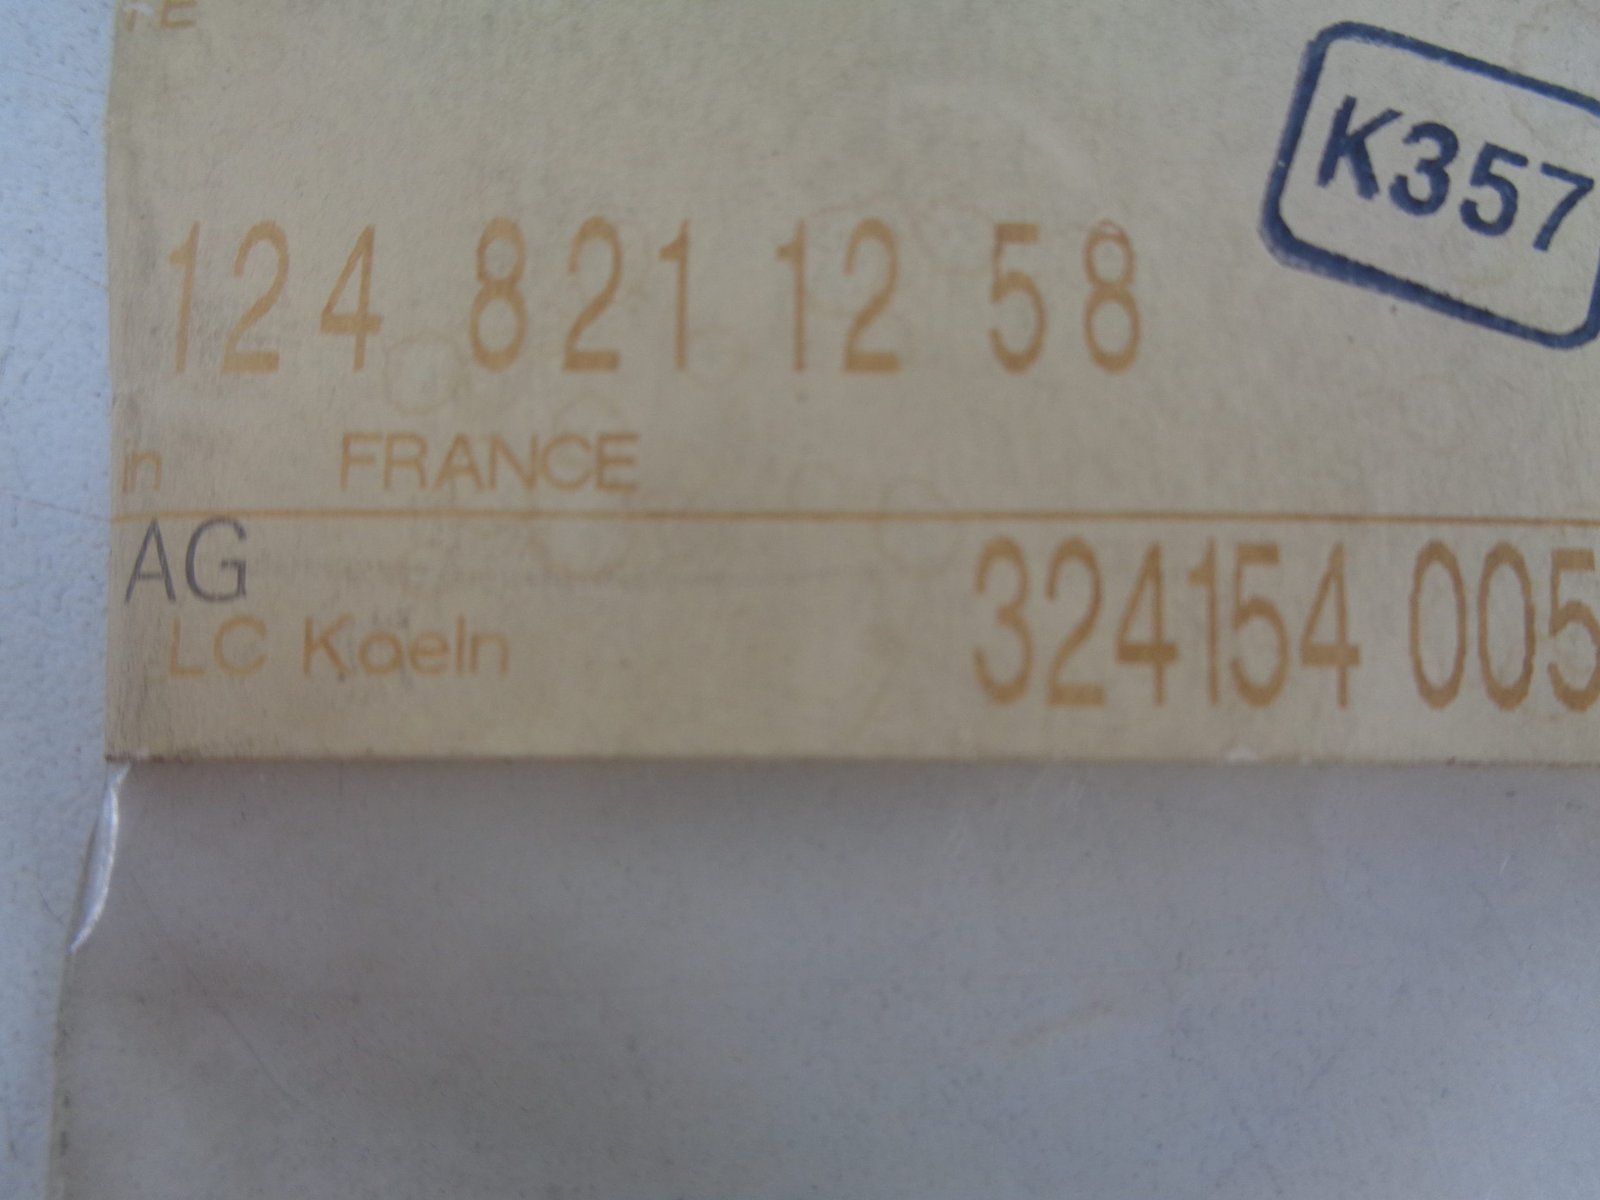 K357
124 821 12 58
in FRANCE
AG
LC Koeln
324154 005